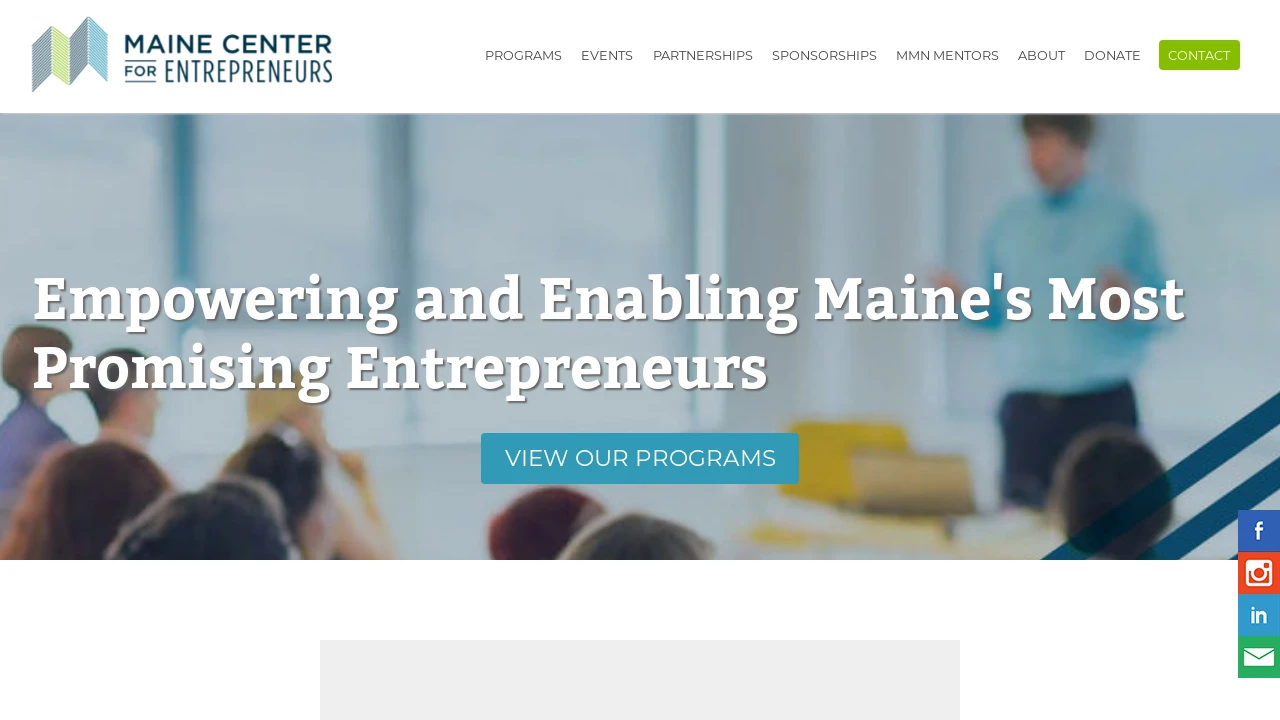 MAINE CENTER
FOR ENTREPRENEURS
PROGRAMS EVENTS PARTNERSHIPS SPONSORSHIPS MMN MENTORS ABOUT DONATE CONTACT
Empowering and Enabling Maine's Most
Promising Entrepreneurs
VIEW OUR PROGRAMS
f
in